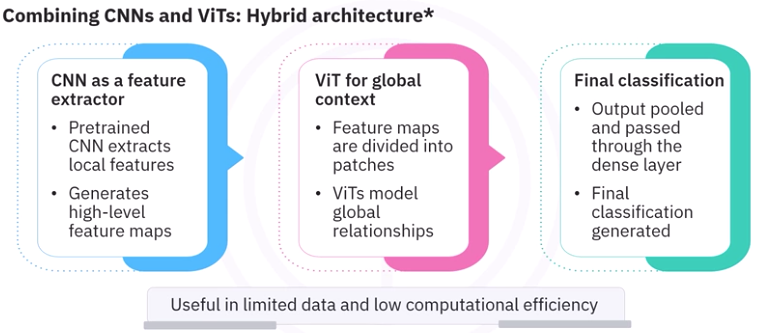 Combining CNNs and ViTs: Hybrid architecture*
CNN as a feature
extractor
• Pretrained
CNN extracts
local features
• Generates
high-level
feature maps
ViT for global
context
• Feature maps
are divided into
patches
• ViTs model
global
relationships
Final classification
• Output pooled
and passed
through the
dense layer
• Final
classification
generated
Useful in limited data and low computational efficiency